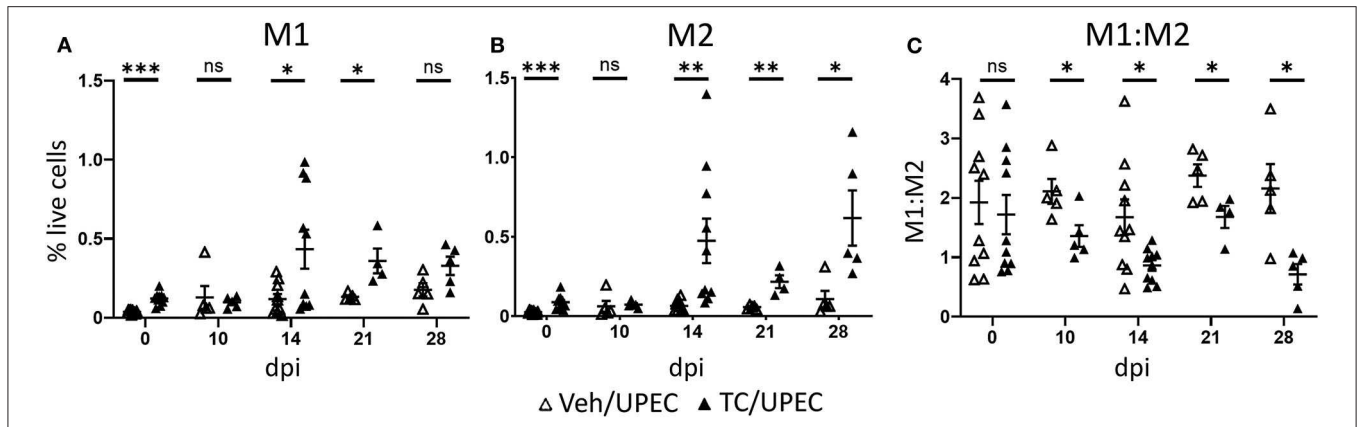 A M1
*** ns * * ns
1.5
1.0
0.5
0
% live cells
0 10 14 21 28
dpi
B M2
*** ns ** ** *
1.5
1.0
0.5
0
0 10 14 21 28
dpi
C M1:M2
ns * * * *
4
3
2
1
0
M1:M2
0 10 14 21 28
dpi
△ Veh/UPEC ▲ TC/UPEC